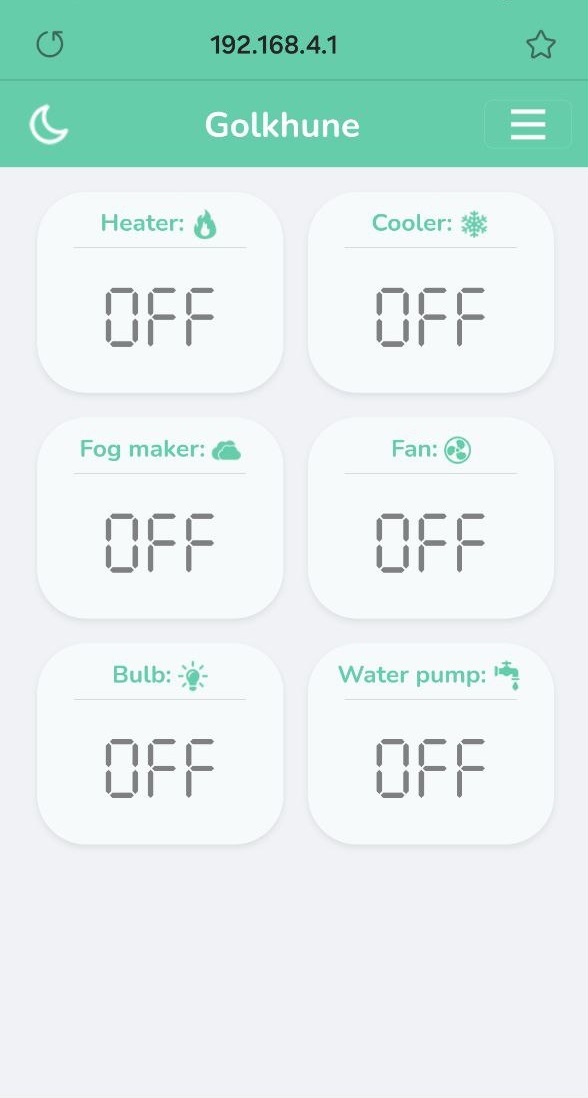 192.168.4.1
Golkhune
Heater:
Cooler:
OFF
OFF
Fog maker:
Fan:
OFF
OFF
Bulb:
Water pump:
OFF
OFF